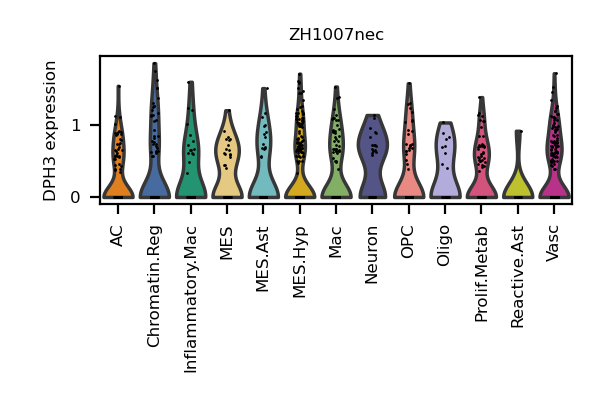 ZH1007nec
DPH3 expression
1
0
AC
Chromatin.Reg
Inflammatory.Mac
MES
MES.Ast
MES.Hyp
Mac
Neuron
OPC
Oligo
Prolif.Metab
Reactive.Ast
Vasc